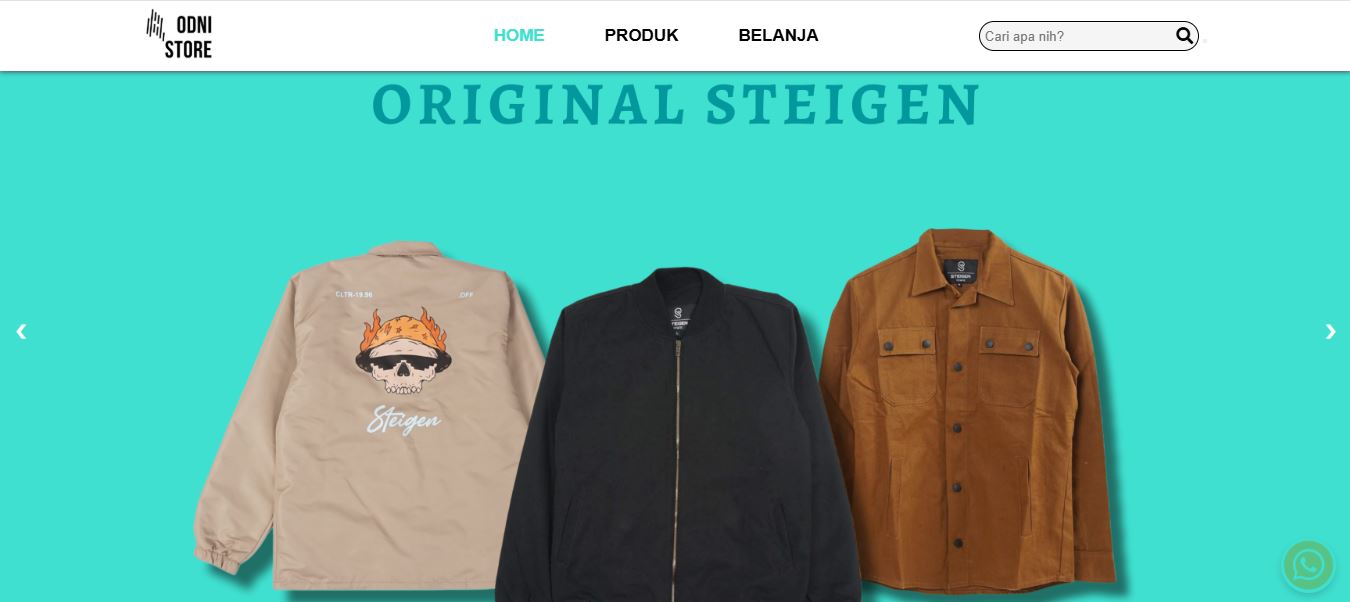 ODNI
STORE
HOME
PRODUK
BELANJA
Cari apa nih?
ORIGINAL STEIGEN
CLTR-19.96
.OFF
Steigen
STEIGEN
STEIGEN